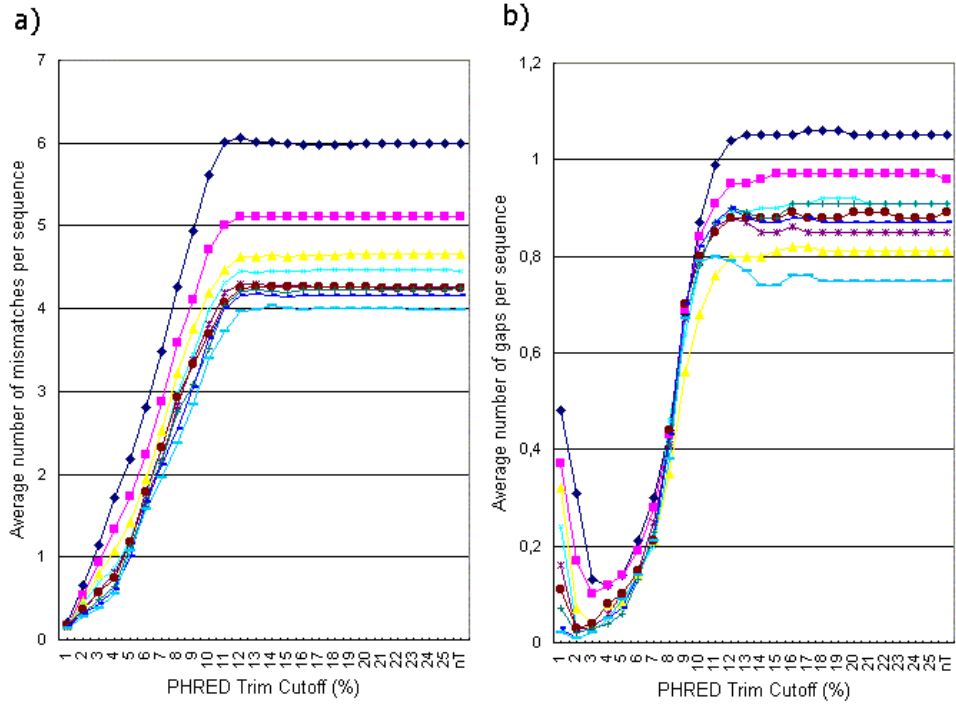 a)
Average number of mismatches per sequence
7
6
5
4
3
2
1
0
1 2 3 4 5 6 7 8 9 10 11 12 13 14 15 16 17 18 19 20 21 22 23 24 25 nT
PHRED Trim Cutoff (%)
b)
Average number of gaps per sequence
1,2
1
0,8
0,6
0,4
0,2
0
1 2 3 4 5 6 7 8 9 10 11 12 13 14 15 16 17 18 19 20 21 22 23 24 25 nT
PHRED Trim Cutoff (%)